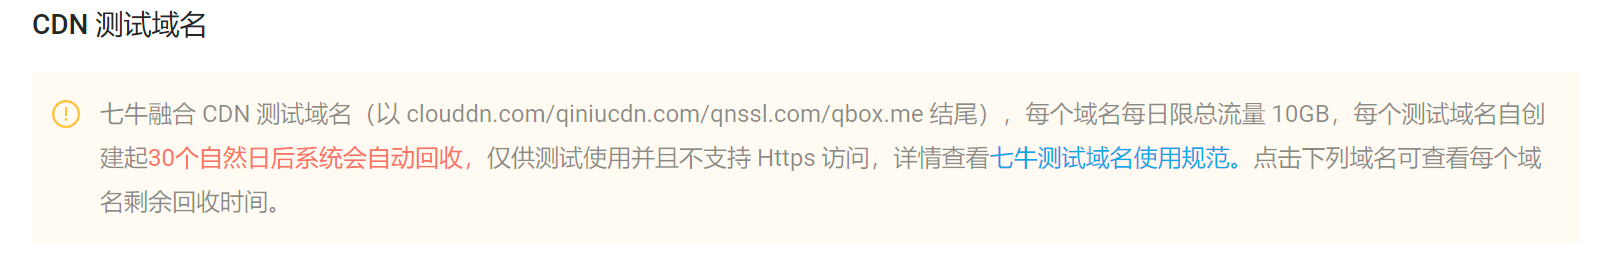 CDN 测试域名
七牛融合 CDN 测试域名（以 clouddn.com/qiniucdn.com/qnssl.com/qbox.me 结尾），每个域名每日限总流量 10GB，每个测试域名自创
建起30个自然日后系统会自动回收，仅供测试使用并且不支持 Https 访问，详情查看七牛测试域名使用规范。点击下列域名可查看每个域
名剩余回收时间。